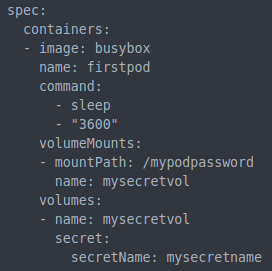 spec:
  containers:
  - image: busybox
    name: firstpod
    command:
      - sleep
      - "3600"
    volumeMounts:
    - mountPath: /mypodpassword
      name: mysecretvol
    volumes:
    - name: mysecretvol
      secret:
        secretName: mysecretname